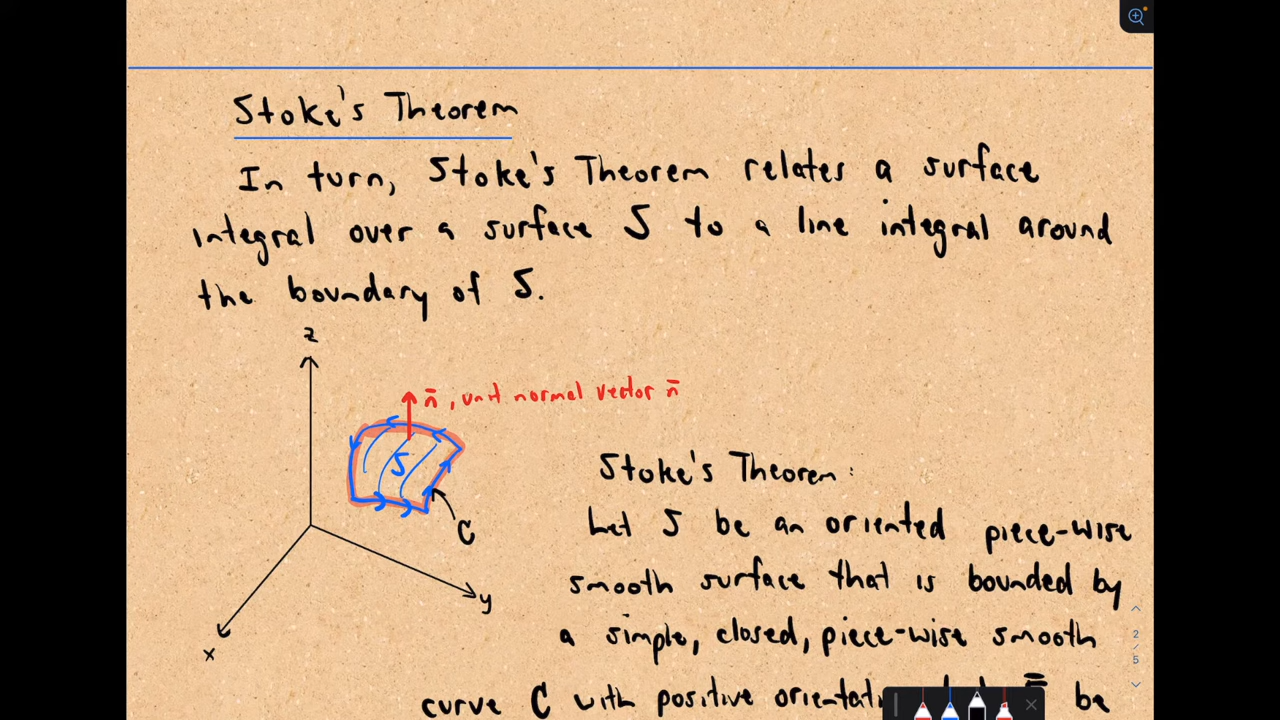 Stoke's Theorem
In turn, Stoke's Theorem relates a surface
integral over a surface S to a line integral around
the boundary of S.
z
n̄, unit normal vector n̄
S
C
y
x
Stoke's Theorem:
Let S be an oriented piece-wise
smooth surface that is bounded by
a simple, closed, piece-wise smooth
curve C with positive be
2
/
5